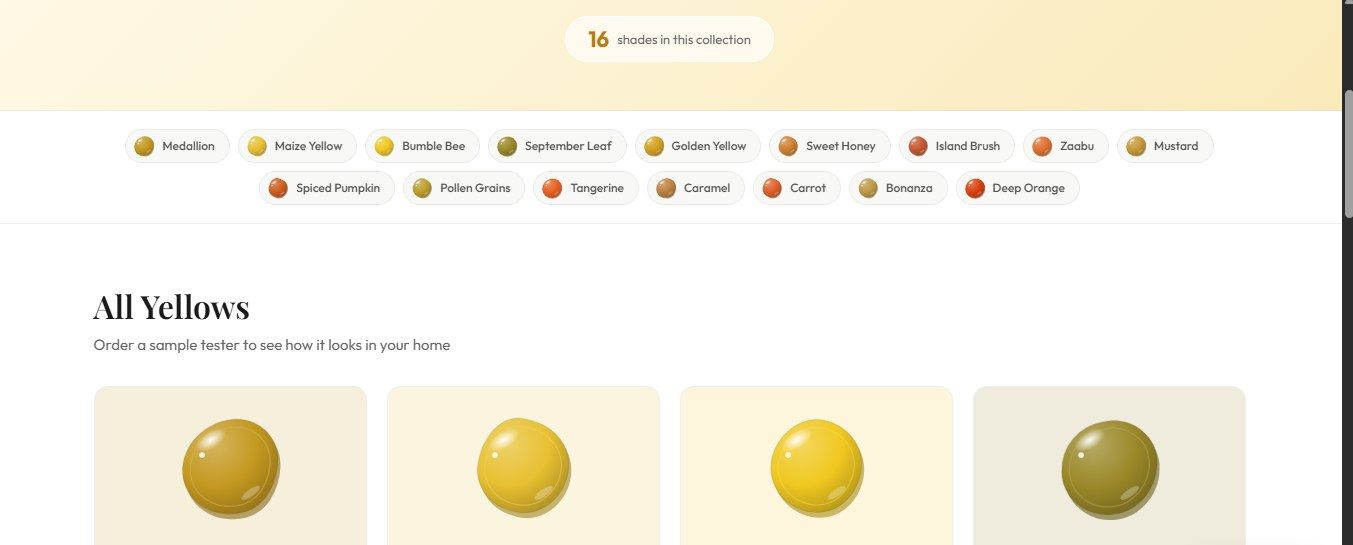 16 shades in this collection
Medallion Maize Yellow Bumble Bee September Leaf Golden Yellow Sweet Honey Island Brush Zaabu Mustard
Spiced Pumpkin Pollen Grains Tangerine Caramel Carrot Bonanza Deep Orange
All Yellows
Order a sample tester to see how it looks in your home